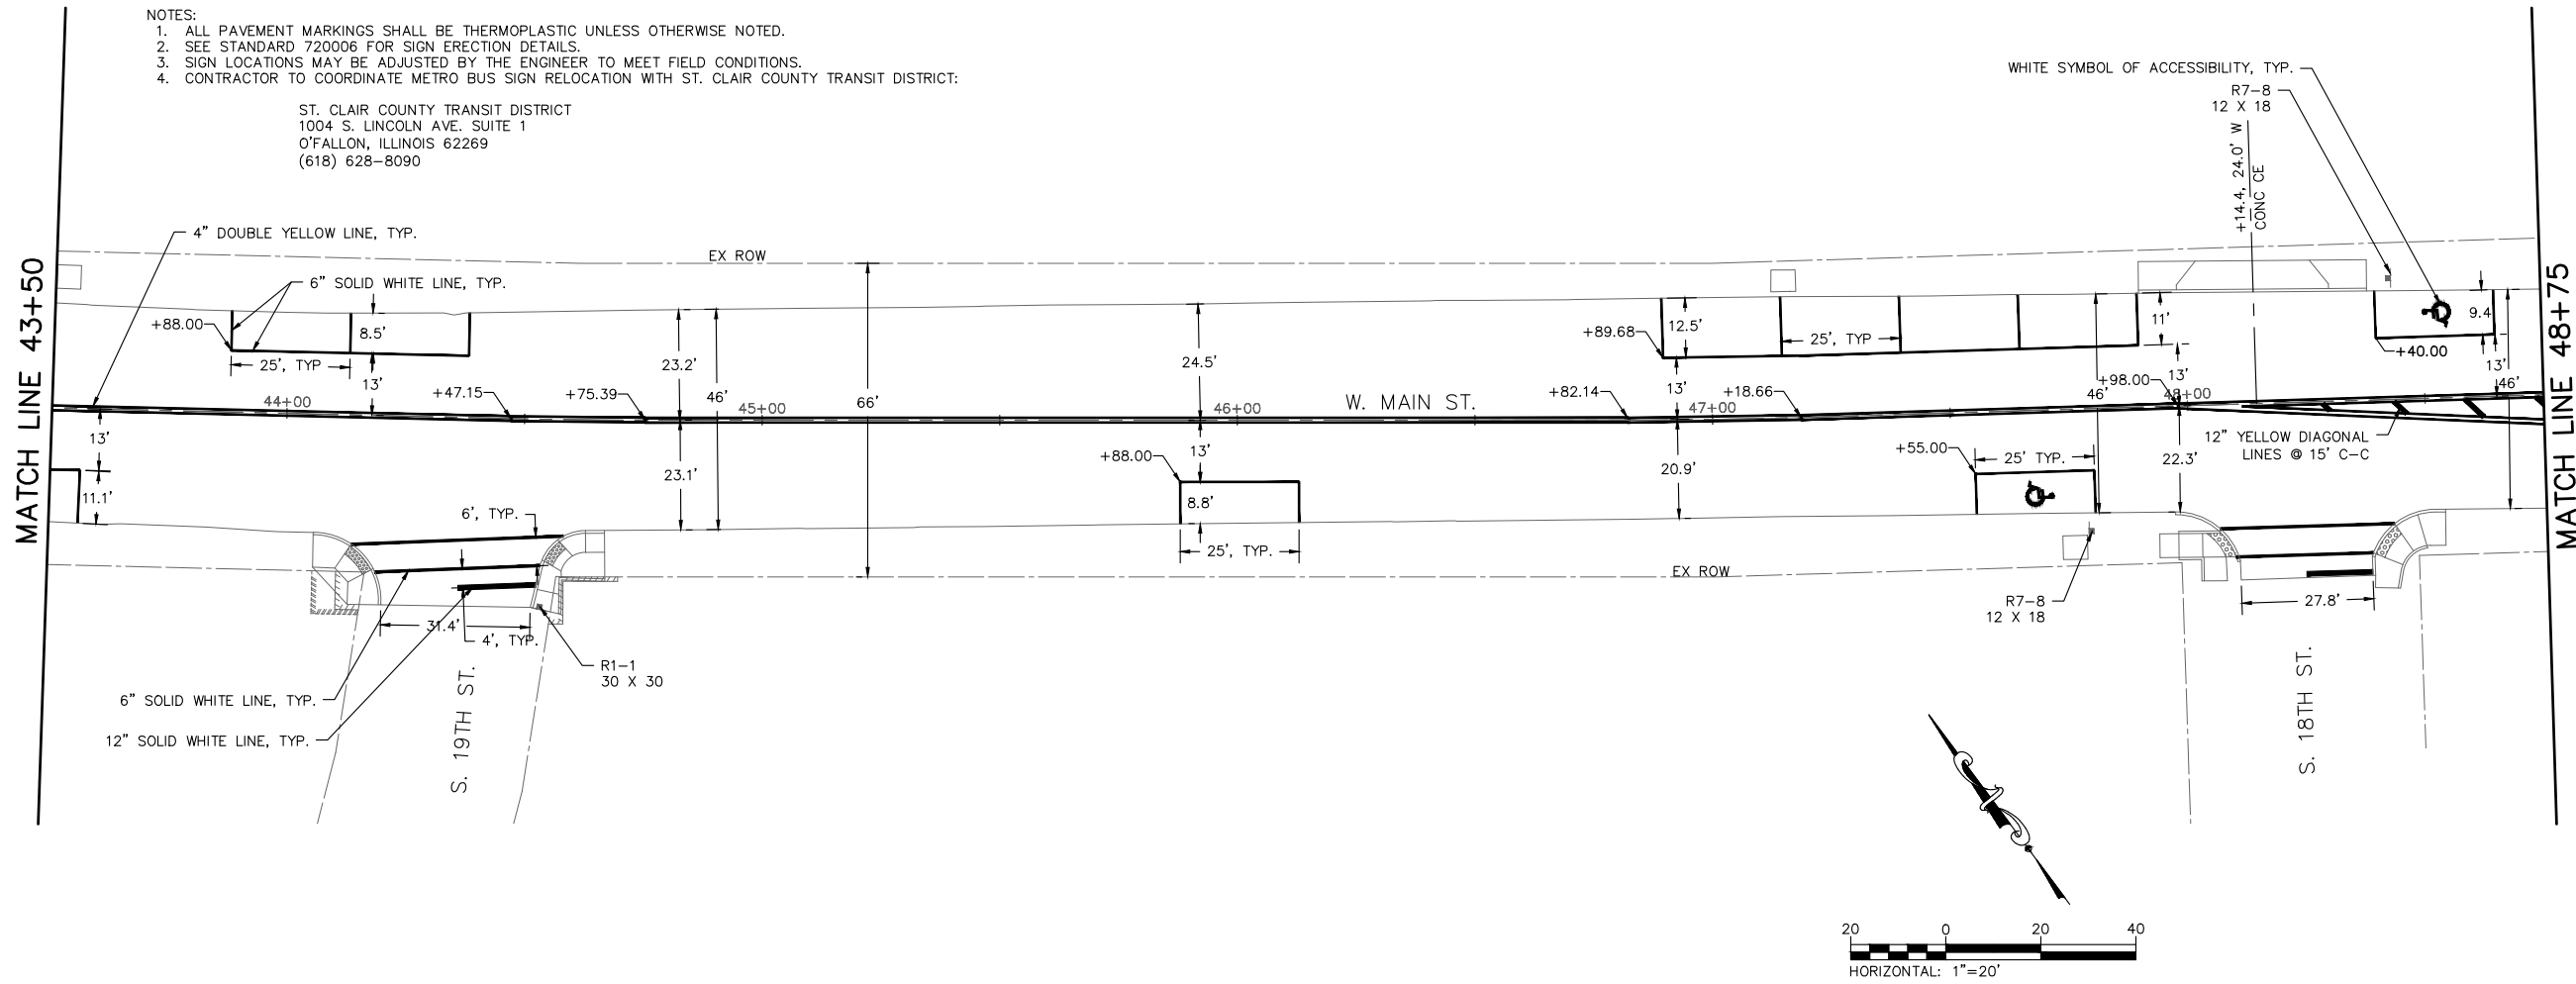 NOTES:
1. ALL PAVEMENT MARKINGS SHALL BE THERMOPLASTIC UNLESS OTHERWISE NOTED.
2. SEE STANDARD 720006 FOR SIGN ERECTION DETAILS.
3. SIGN LOCATIONS MAY BE ADJUSTED BY THE ENGINEER TO MEET FIELD CONDITIONS.
4. CONTRACTOR TO COORDINATE METRO BUS SIGN RELOCATION WITH ST. CLAIR COUNTY TRANSIT DISTRICT:
ST. CLAIR COUNTY TRANSIT DISTRICT
1004 S. LINCOLN AVE. SUITE 1
O'FALLON, ILLINOIS 62269
(618) 628-8090
WHITE SYMBOL OF ACCESSIBILITY, TYP.
R7-8
12 X 18
+14.4, 24.0' W
CONC CE
MATCH LINE 43+50
4" DOUBLE YELLOW LINE, TYP.
EX ROW
6" SOLID WHITE LINE, TYP.
+88.00
8.5'
25', TYP
13'
+47.15
+75.39
23.2'
46'
66'
24.5'
+89.68
12.5'
25', TYP
11'
9.4
+40.00
13'
13'
13'
46'
+82.14
+18.66
+98.00
46'
44+00
45+00
46+00
W. MAIN ST.
47+00
48+00
MATCH LINE 48+75
13'
11.1'
23.1'
13'
+88.00
8.8'
25', TYP.
20.9'
+55.00
25' TYP.
22.3'
12" YELLOW DIAGONAL
LINES @ 15' C-C
6', TYP.
31.4'
4', TYP.
EX ROW
R7-8
12 X 18
27.8'
R1-1
30 X 30
6" SOLID WHITE LINE, TYP.
12" SOLID WHITE LINE, TYP.
S. 19TH ST.
S. 18TH ST.
20 0 20 40
HORIZONTAL: 1"=20'